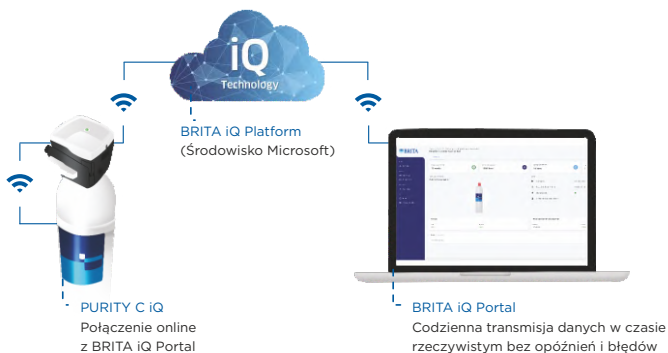 iQ
Technology
BRITA iQ Platform
(Środowisko Microsoft)
BRITA
PURITY C iQ
Połączenie online
z BRITA iQ Portal
BRITA iQ Portal
Codzienna transmisja danych w czasie
rzeczywistym bez opóźnień i błędów